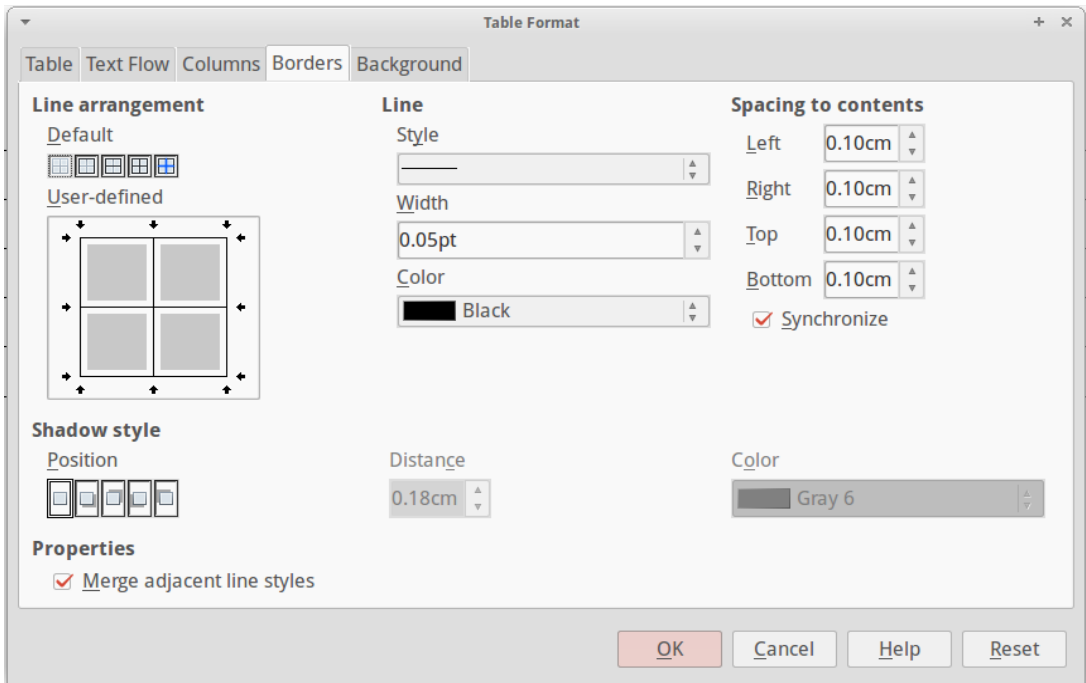 Table Format
Table Text Flow Columns Borders Background
Line arrangement
Default
User-defined
Line
Style
Width
0.05pt
Color
Black
Spacing to contents
Left 0.10cm
Right 0.10cm
Top 0.10cm
Bottom 0.10cm
Synchronize
Shadow style
Position
Distance
0.18cm
Color
Gray 6
Properties
Merge adjacent line styles
OK Cancel Help Reset